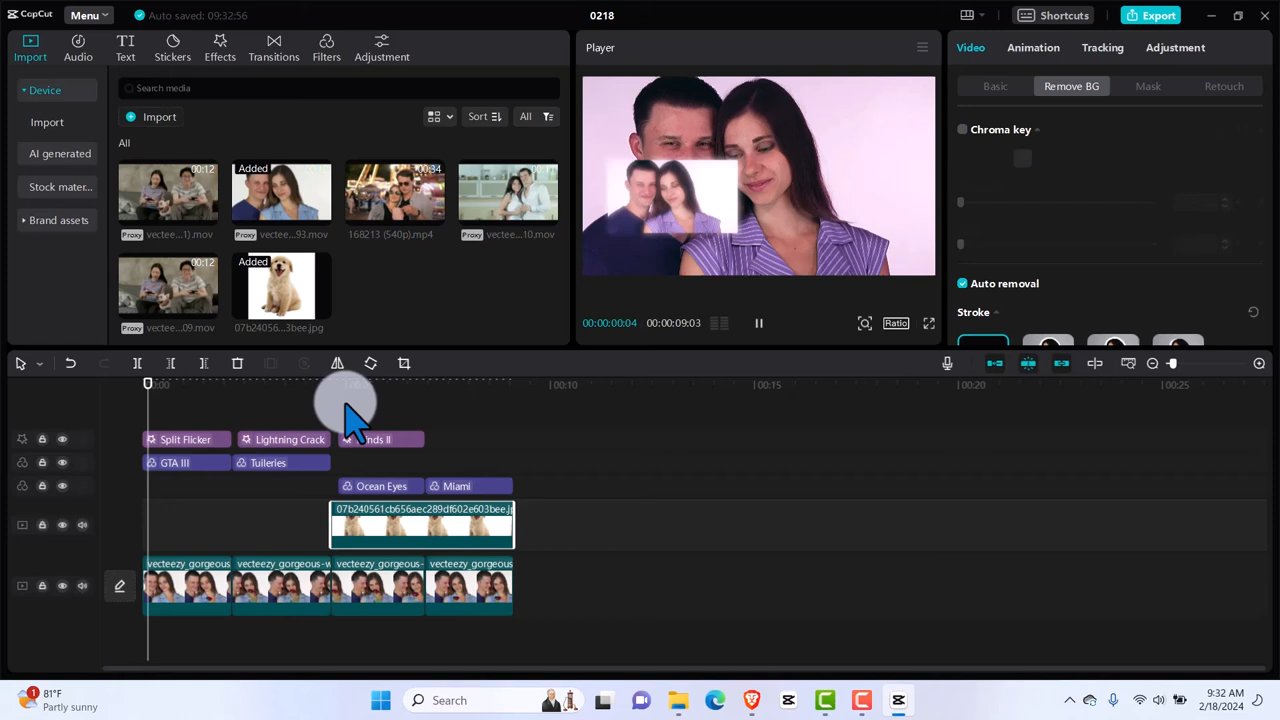 CapCut
Menu
Auto saved: 09:32:56
0218
Shortcuts
Export
Import
Audio
Text
Stickers
Effects
Transitions
Filters
Adjustment
Device
Import
AI generated
Stock mater...
Brand assets
Search media
Import
Sort
All
All
00:12
Added
00:34
Proxy
vectee...1).mov
Proxy
vectee...93.mov
168213 (540p).mp4
Proxy
vectee...10.mov
00:12
Added
Proxy
vectee...09.mov
07b24056...3bee.jpg
Player
00:00:00:04
00:00:09:03
Ratio
Video
Animation
Tracking
Adjustment
Basic
Remove BG
Mask
Retouch
Chroma key
Auto removal
Stroke
00:10
00:15
00:20
00:25
Split Flicker
Lightning Crack
GTA III
Tuileries
Ocean Eyes
Miami
07b240561cb656aec289df602e603bee.j
vecteezy_gorgeous
vecteezy_gorgeous-w
vecteezy_gorgeous-
vecteezy_gorgeous
1
81°F
Partly sunny
Search
9:32 AM
2/18/2024